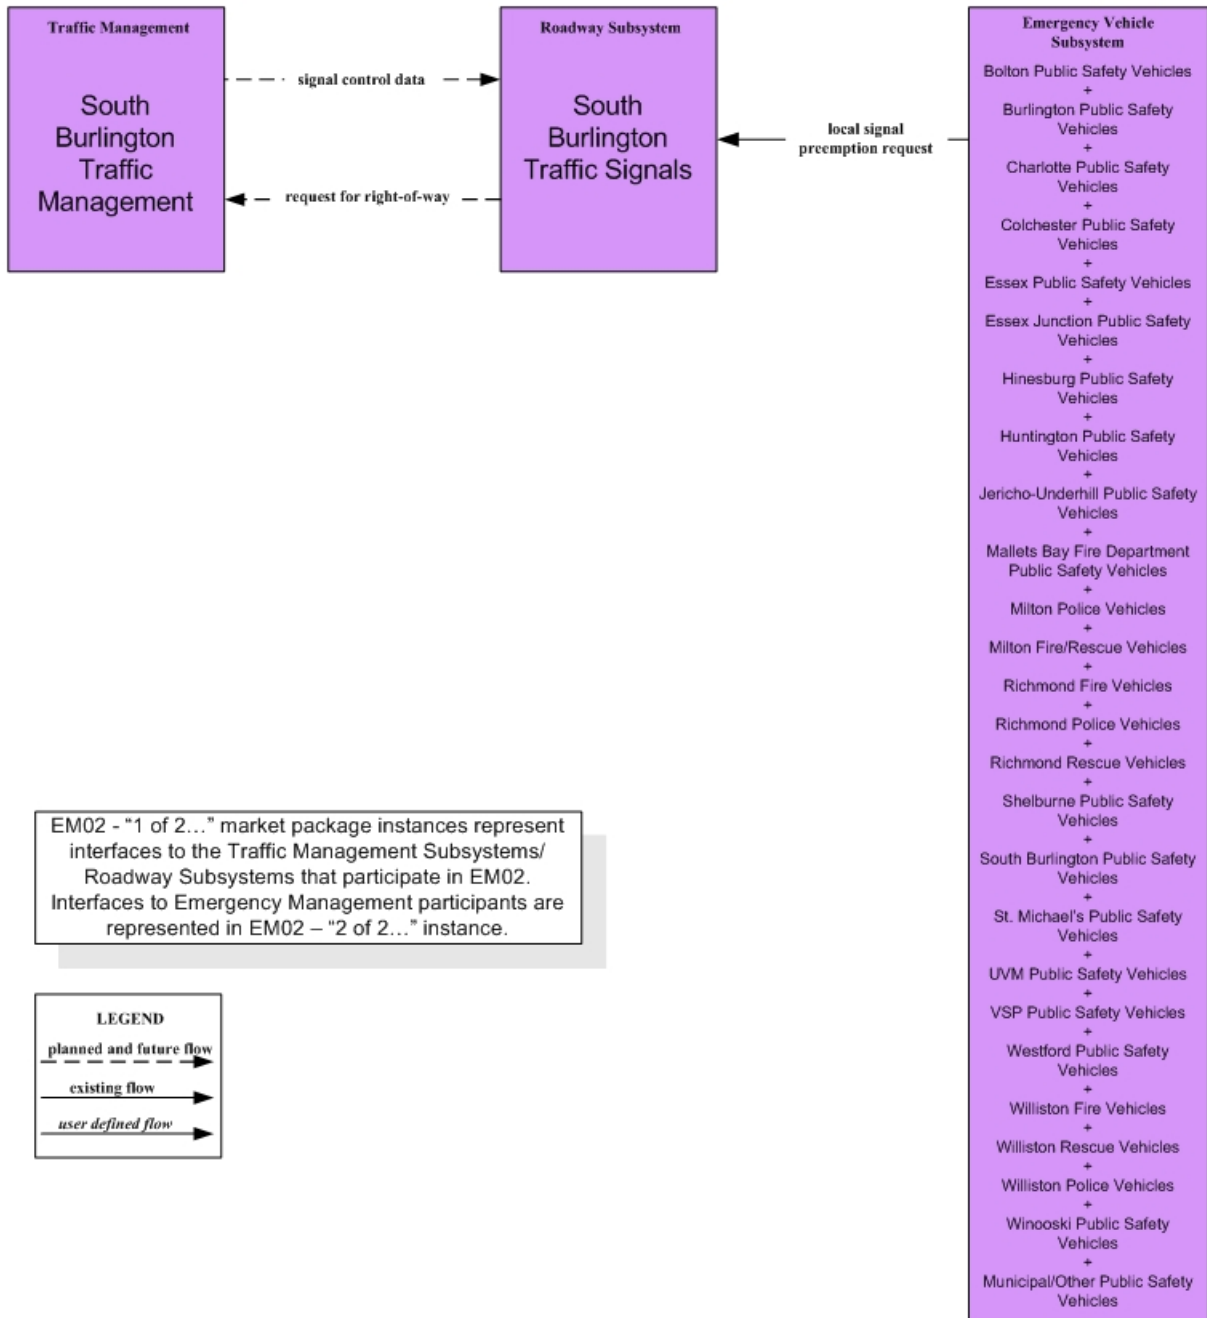 Traffic Management
South
Burlington
Traffic
Management
signal control data
request for right-of-way
Roadway Subsystem
South
Burlington
Traffic Signals
local signal
preemption request
Emergency Vehicle
Subsystem
Bolton Public Safety Vehicles
+
Burlington Public Safety
Vehicles
+
Charlotte Public Safety
Vehicles
+
Colchester Public Safety
Vehicles
+
Essex Public Safety Vehicles
+
Essex Junction Public Safety
Vehicles
+
Hinesburg Public Safety
Vehicles
+
Huntington Public Safety
Vehicles
+
Jericho-Underhill Public Safety
Vehicles
+
Mallets Bay Fire Department
Public Safety Vehicles
+
Milton Police Vehicles
+
Milton Fire/Rescue Vehicles
+
Richmond Fire Vehicles
+
Richmond Police Vehicles
+
Richmond Rescue Vehicles
+
Shelburne Public Safety
Vehicles
+
South Burlington Public Safety
Vehicles
+
St. Michael's Public Safety
Vehicles
+
UVM Public Safety Vehicles
+
VSP Public Safety Vehicles
+
Westford Public Safety
Vehicles
+
Williston Fire Vehicles
+
Williston Rescue Vehicles
+
Williston Police Vehicles
+
Winooski Public Safety
Vehicles
+
Municipal/Other Public Safety
Vehicles
EM02 - “1 of 2…” market package instances represent
interfaces to the Traffic Management Subsystems/
Roadway Subsystems that participate in EM02.
Interfaces to Emergency Management participants are
represented in EM02 – “2 of 2…” instance.
LEGEND
planned and future flow
existing flow
user defined flow